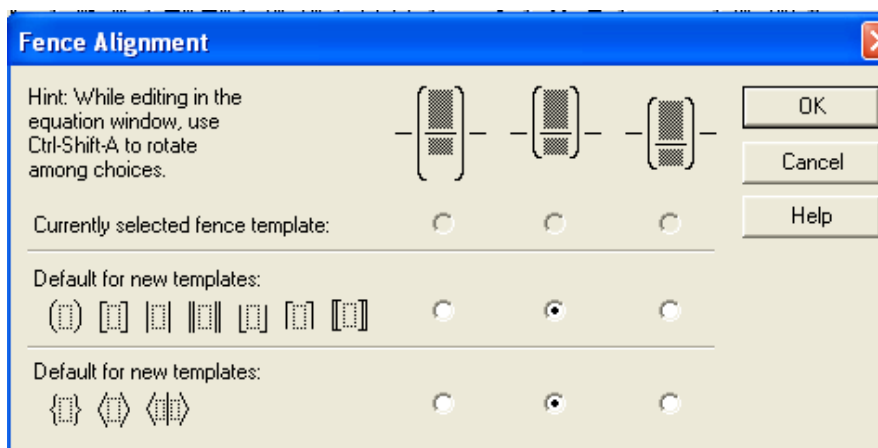 Fence Alignment
Hint: While editing in the
equation window, use
Ctrl-Shift-A to rotate
among choices.
OK
Cancel
Help
Currently selected fence template:
Default for new templates:
Default for new templates: